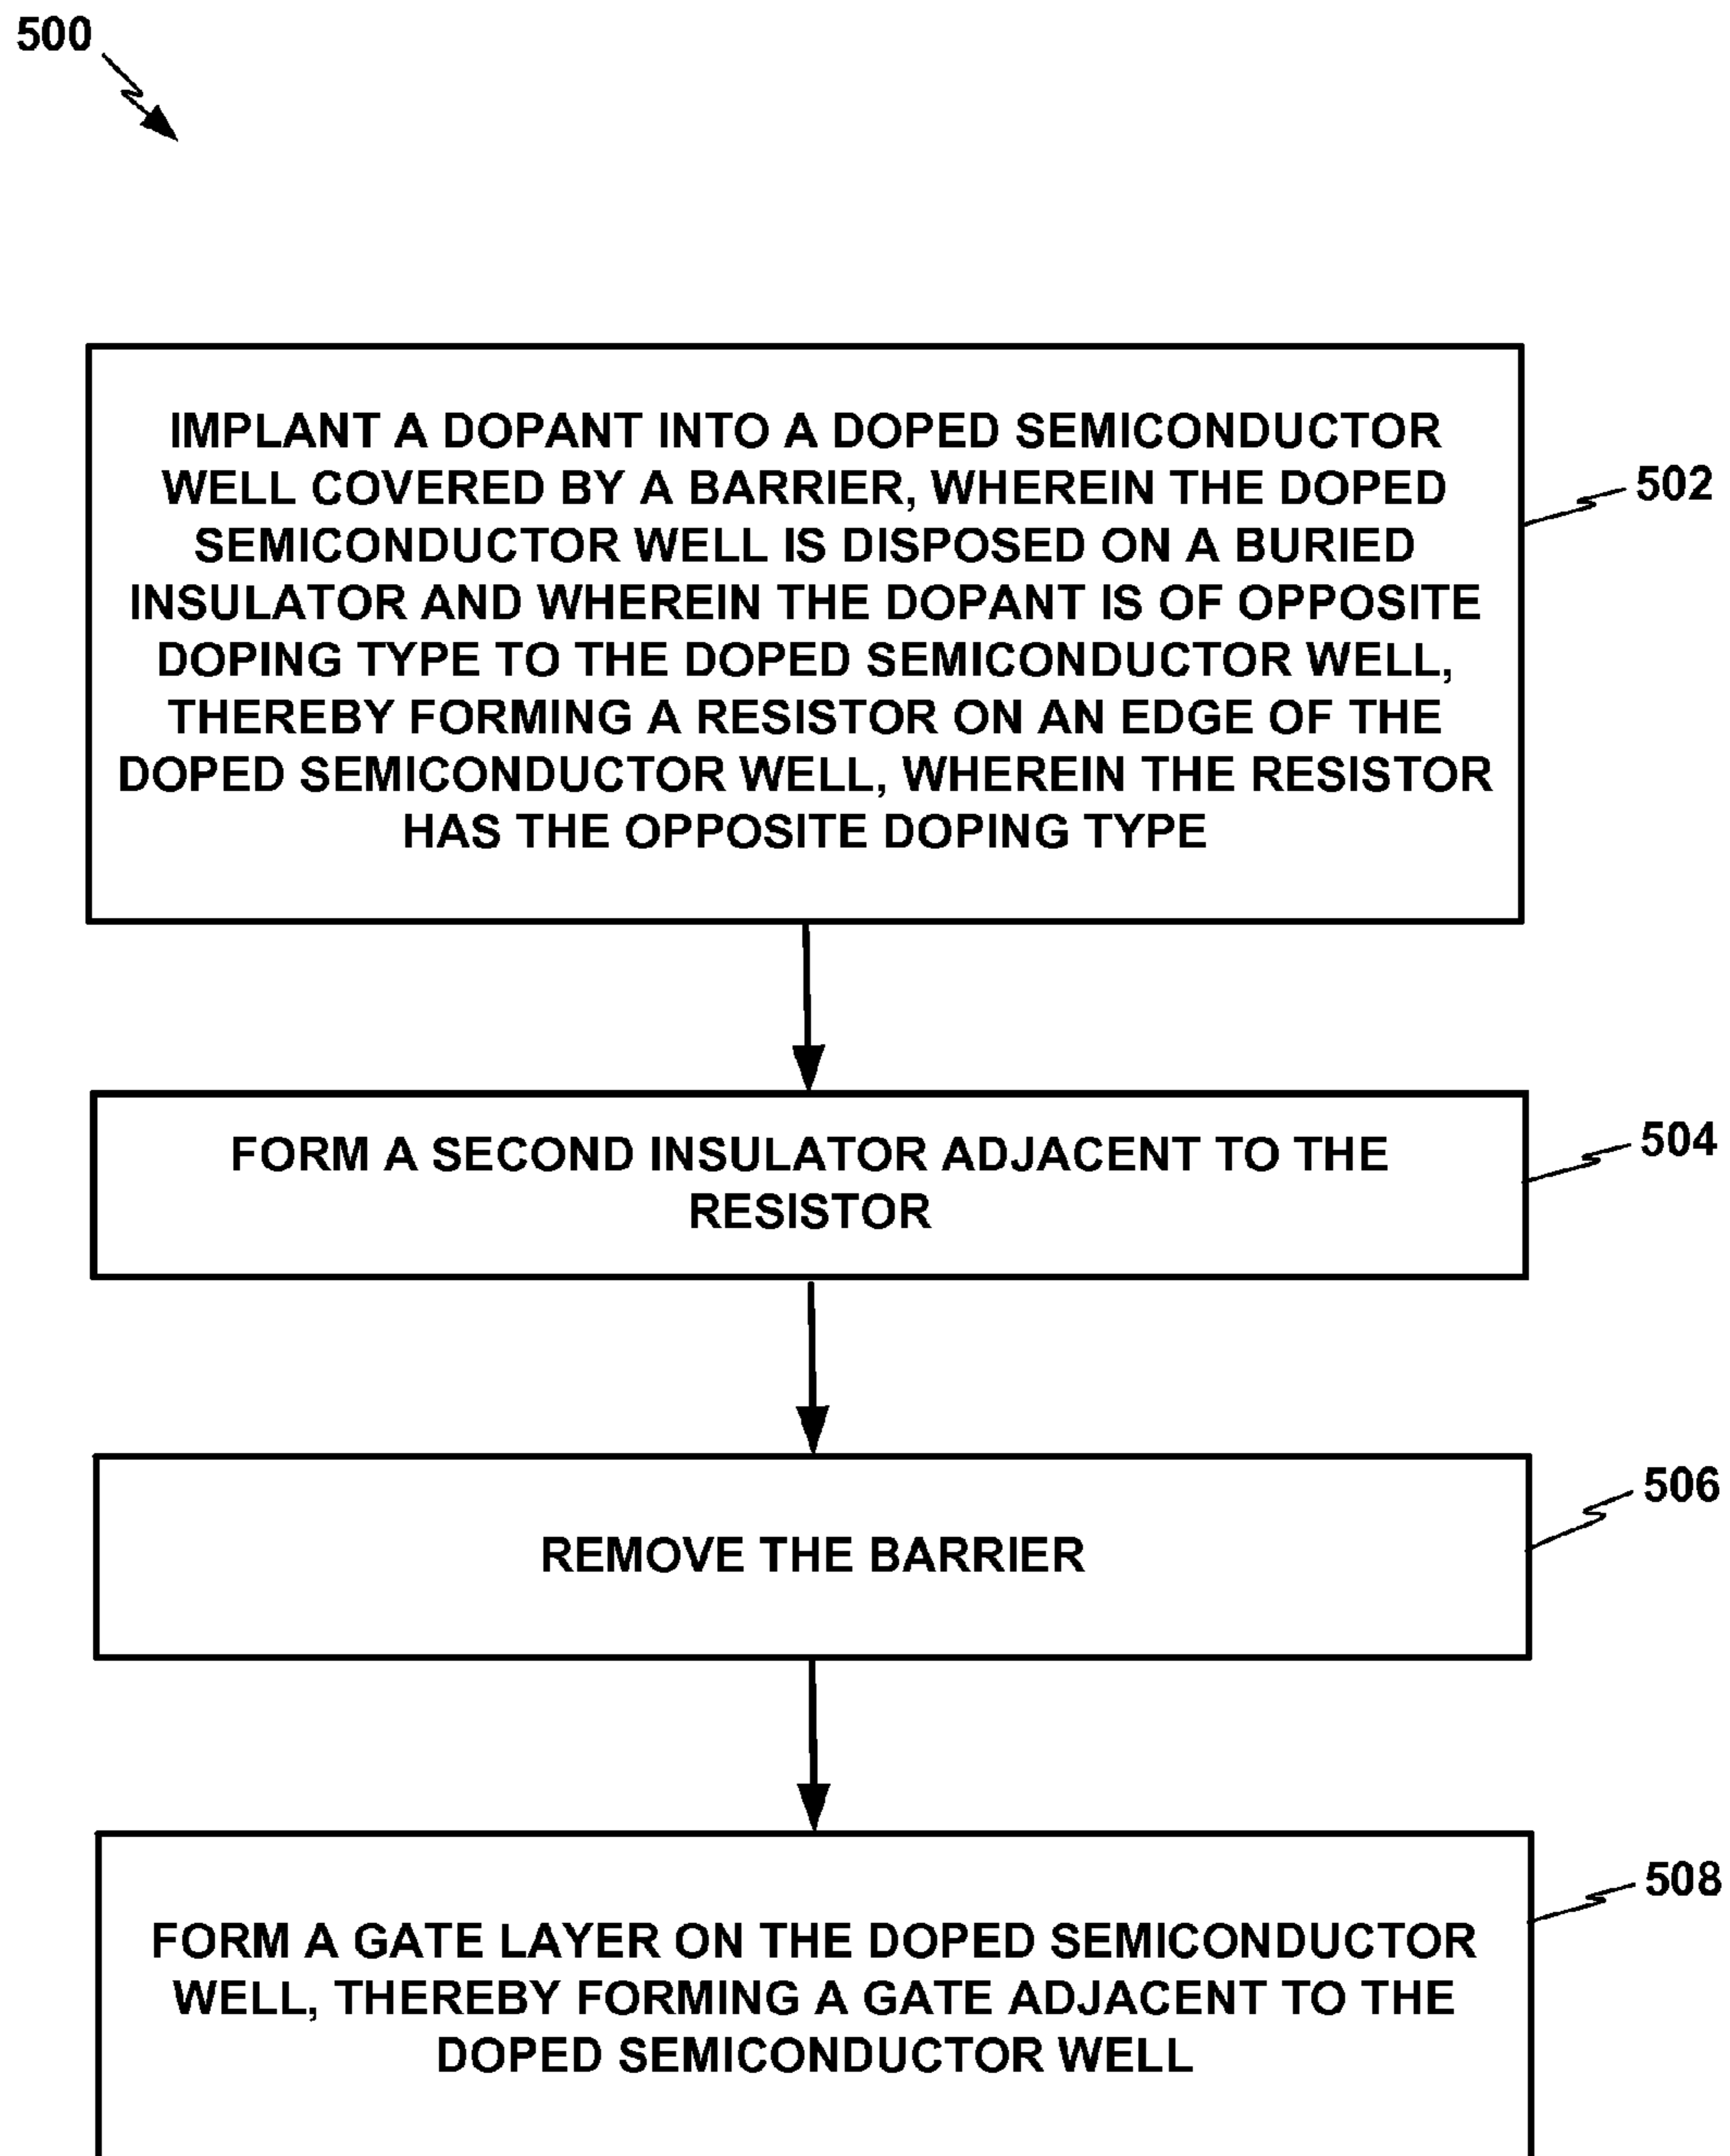 500
IMPLANT A DOPANT INTO A DOPED SEMICONDUCTOR
WELL COVERED BY A BARRIER, WHEREIN THE DOPED
SEMICONDUCTOR WELL IS DISPOSED ON A BURIED
INSULATOR AND WHEREIN THE DOPANT IS OF OPPOSITE
DOPING TYPE TO THE DOPED SEMICONDUCTOR WELL,
THEREBY FORMING A RESISTOR ON AN EDGE OF THE
DOPED SEMICONDUCTOR WELL, WHEREIN THE RESISTOR
HAS THE OPPOSITE DOPING TYPE
502
FORM A SECOND INSULATOR ADJACENT TO THE
RESISTOR
504
REMOVE THE BARRIER
506
FORM A GATE LAYER ON THE DOPED SEMICONDUCTOR
WELL, THEREBY FORMING A GATE ADJACENT TO THE
DOPED SEMICONDUCTOR WELL
508